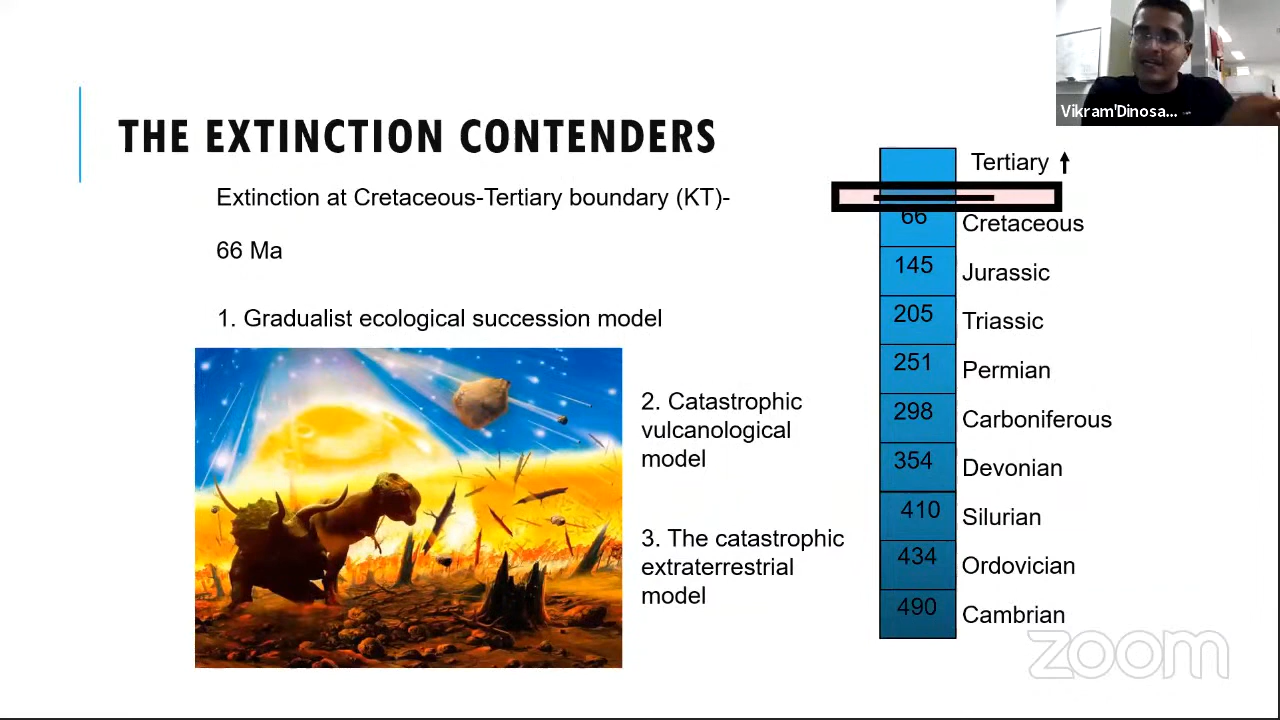 Vikram'Dinosa...
THE EXTINCTION CONTENDERS
Extinction at Cretaceous-Tertiary boundary (KT)-
66 Ma
1. Gradualist ecological succession model
2. Catastrophic
vulcanological
model
3. The catastrophic
extraterrestrial
model
Tertiary
66 Cretaceous
145 Jurassic
205 Triassic
251 Permian
298 Carboniferous
354 Devonian
410 Silurian
434 Ordovician
490 Cambrian
zoom